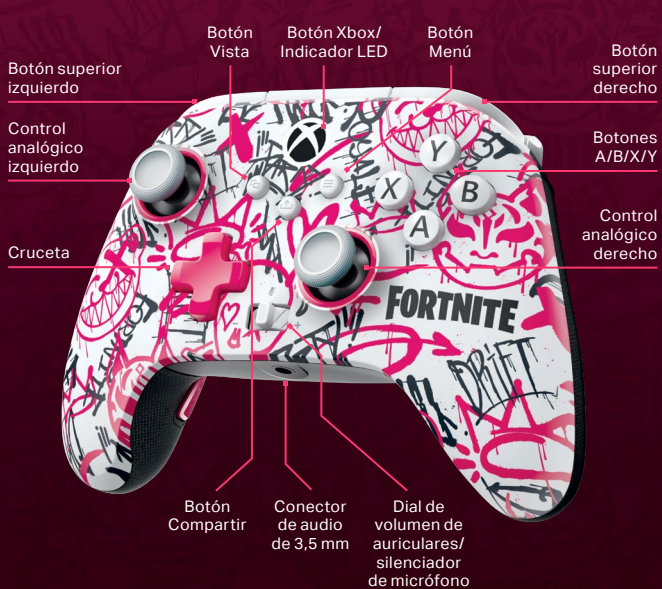 Botón
Vista
Botón Xbox/
Indicador LED
Botón
Menú
Botón superior
izquierdo
Botón
superior
derecho
Control
analógico
izquierdo
Botones
A/B/X/Y
Y
X
B
A
Control
analógico
derecho
Cruceta
FORTNITE
DRIFT
Botón
Compartir
Conector
de audio
de 3,5 mm
Dial de
volumen de
auriculares/
silenciador
de micrófono